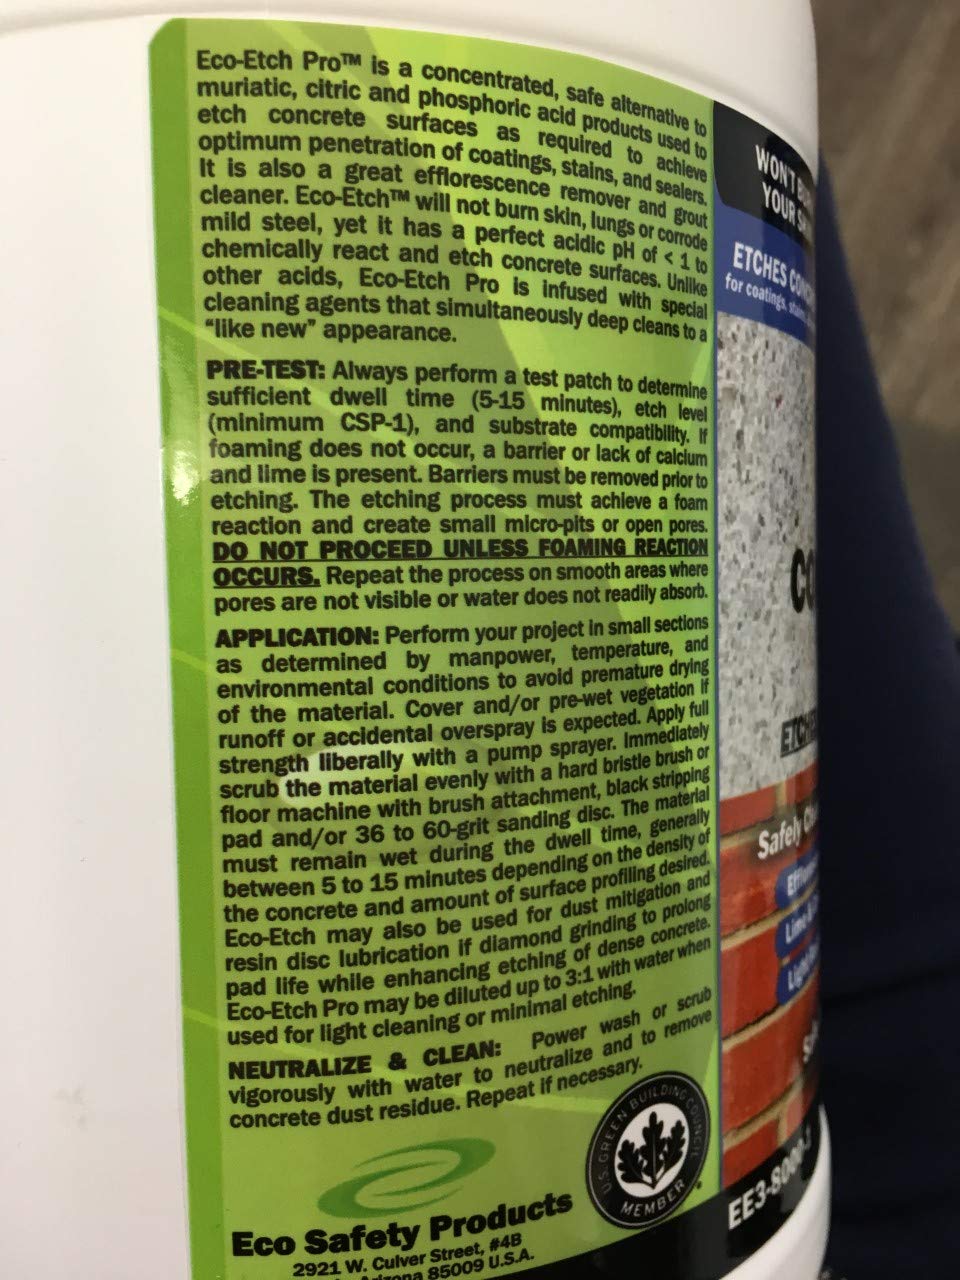 Eco-Etch Pro™ is a concentrated, safe alternative to
muriatic, citric and phosphoric acid products used to
etch concrete surfaces as required to achieve
optimum penetration of coatings, stains, and sealers.
It is also a great efflorescence remover and grout
cleaner. Eco-Etch™ will not burn skin, lungs or corrode
mild steel, yet it has a perfect acidic pH of < 1 to
chemically react and etch concrete surfaces. Unlike
other acids, Eco-Etch Pro is infused with special
cleaning agents that simultaneously deep cleans to a
“like new” appearance.
PRE-TEST: Always perform a test patch to determine
sufficient dwell time (5-15 minutes), etch level
(minimum CSP-1), and substrate compatibility. If
foaming does not occur, a barrier or lack of calcium
and lime is present. Barriers must be removed prior to
etching. The etching process must achieve a foam
reaction and create small micro-pits or open pores.
DO NOT PROCEED UNLESS FOAMING REACTION
OCCURS. Repeat the process on smooth areas where
pores are not visible or water does not readily absorb.
APPLICATION: Perform your project in small sections
as determined by manpower, temperature, and
environmental conditions to avoid premature drying
of the material. Cover and/or pre-wet vegetation if
runoff or accidental overspray is expected. Apply full
strength liberally with a pump sprayer. Immediately
scrub the material evenly with a hard bristle brush or
floor machine with brush attachment, black stripping
pad and/or 36 to 60-grit sanding disc. The material
must remain wet during the dwell time, generally
between 5 to 15 minutes depending on the density of
the concrete and amount of surface profiling desired.
Eco-Etch may also be used for dust mitigation and
resin disc lubrication if diamond grinding to prolong
pad life while enhancing etching of dense concrete.
Eco-Etch Pro may be diluted up to 3:1 with water when
used for light cleaning or minimal etching.
NEUTRALIZE & CLEAN: Power wash or scrub
vigorously with water to neutralize and to remove
concrete dust residue. Repeat if necessary.
U.S. GREEN BUILDING COUNCIL
MEMBER
Eco Safety Products
2921 W. Culver Street, #4B
Arizona 85009 U.S.A.
WON'T
YOUR
ETCHES
for coatings,
Safely
EE3-8000-